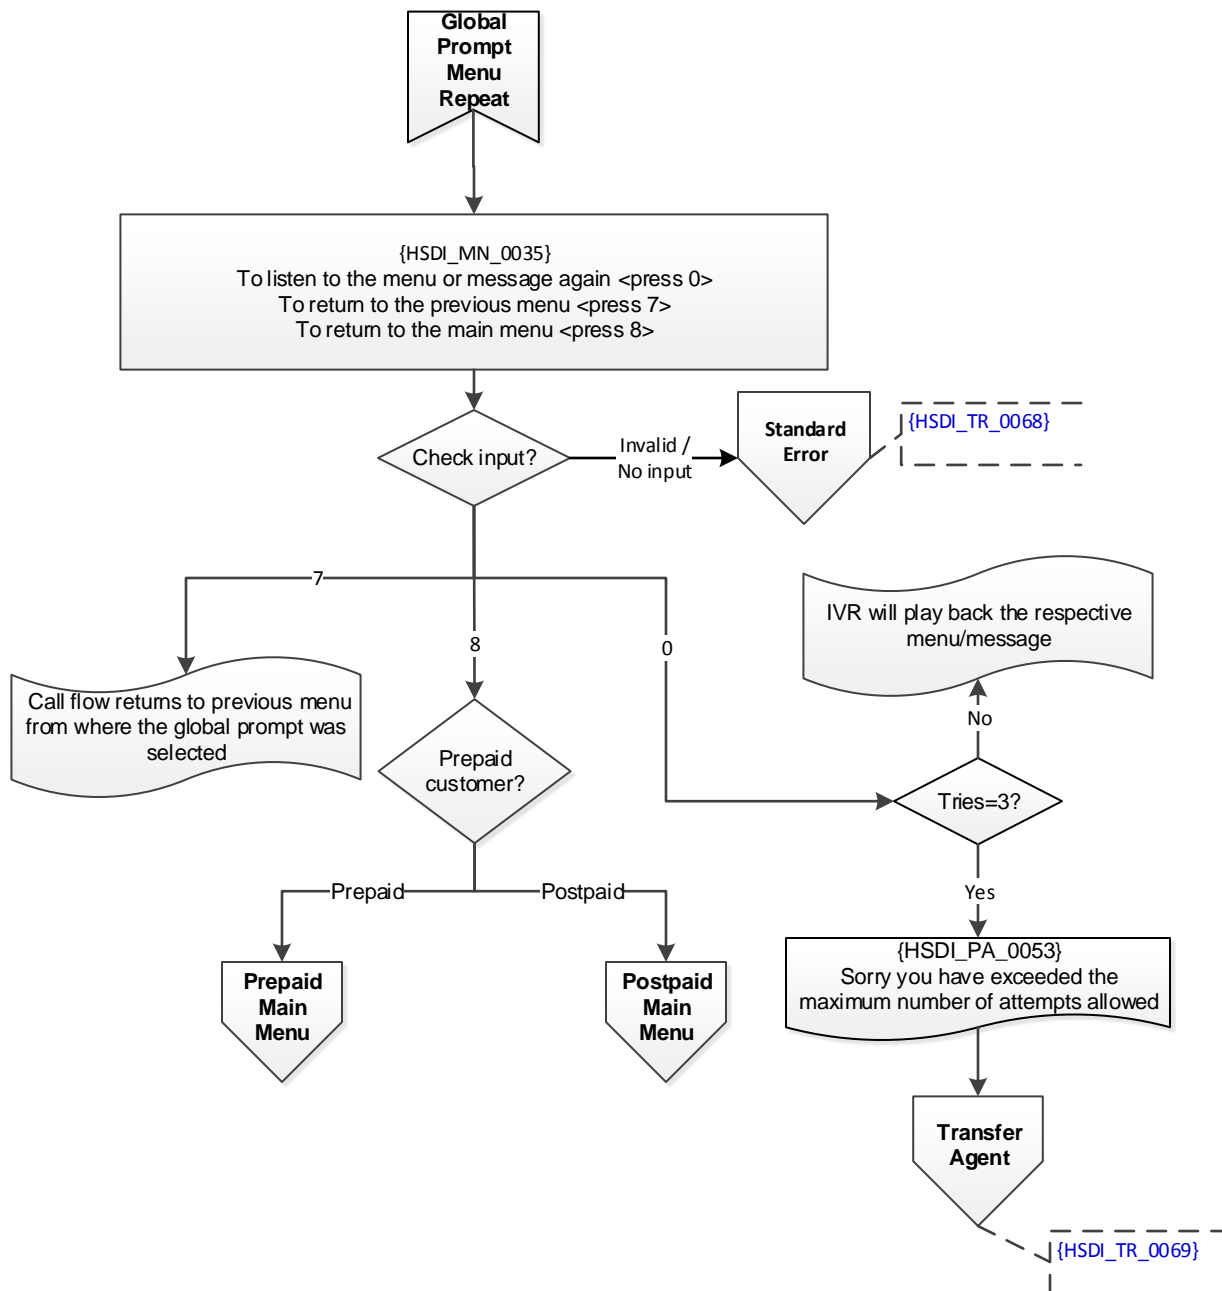 Global
Prompt
Menu
Repeat
{HSDI_MN_0035}
To listen to the menu or message again <press 0>
To return to the previous menu <press 7>
To return to the main menu <press 8>
Check input?
Invalid /
No input
Standard
Error
{HSDI_TR_0068}
7
8
0
IVR will play back the respective
menu/message
Call flow returns to previous menu
from where the global prompt was
selected
No
Prepaid
customer?
Tries=3?
Prepaid
Postpaid
Yes
{HSDI_PA_0053}
Sorry you have exceeded the
maximum number of attempts allowed
Prepaid
Main
Menu
Postpaid
Main
Menu
Transfer
Agent
{HSDI_TR_0069}